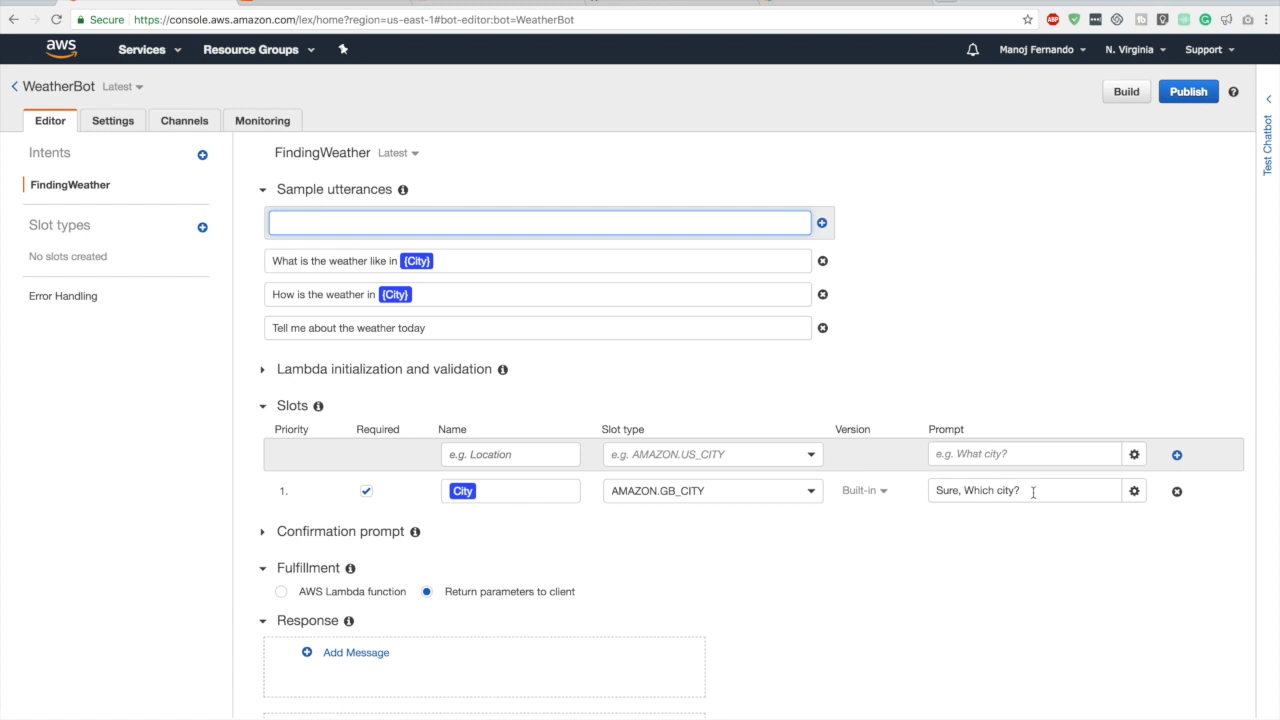 Secure https://console.aws.amazon.com/lex/home?region=us-east-1#bot-editor:bot=WeatherBot
ABP
aws Services Resource Groups Manoj Fernando N. Virginia Support
WeatherBot Latest Build Publish
Editor Settings Channels Monitoring
Test Chatbot
Intents
FindingWeather
Slot types
No slots created
Error Handling
FindingWeather Latest
Sample utterances
What is the weather like in {City}
How is the weather in {City}
Tell me about the weather today
Lambda initialization and validation
Slots
Priority Required Name Slot type Version Prompt
e.g. Location e.g. AMAZON.US_CITY e.g. What city?
1. City AMAZON.GB_CITY Built-in Sure, Which city?
Confirmation prompt
Fulfillment
AWS Lambda function Return parameters to client
Response
Add Message